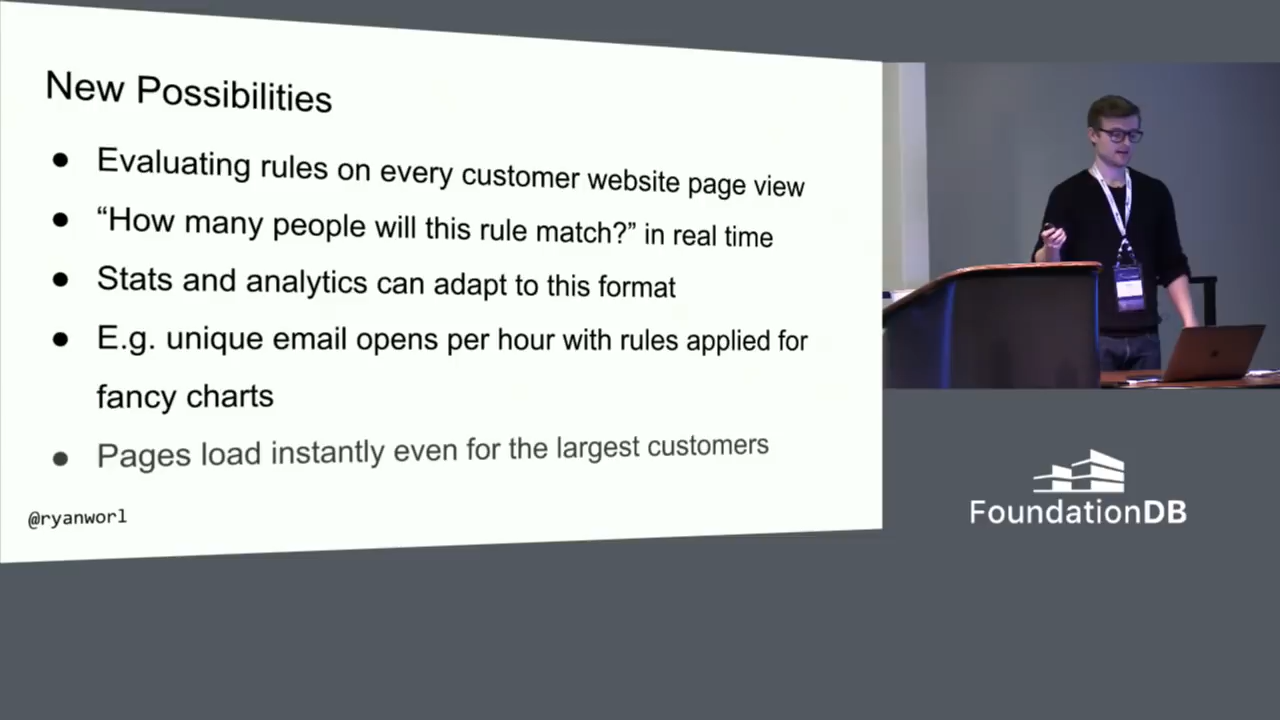 New Possibilities
● Evaluating rules on every customer website page view
● “How many people will this rule match?” in real time
● Stats and analytics can adapt to this format
● E.g. unique email opens per hour with rules applied for
fancy charts
● Pages load instantly even for the largest customers
@ryanworl
FoundationDB